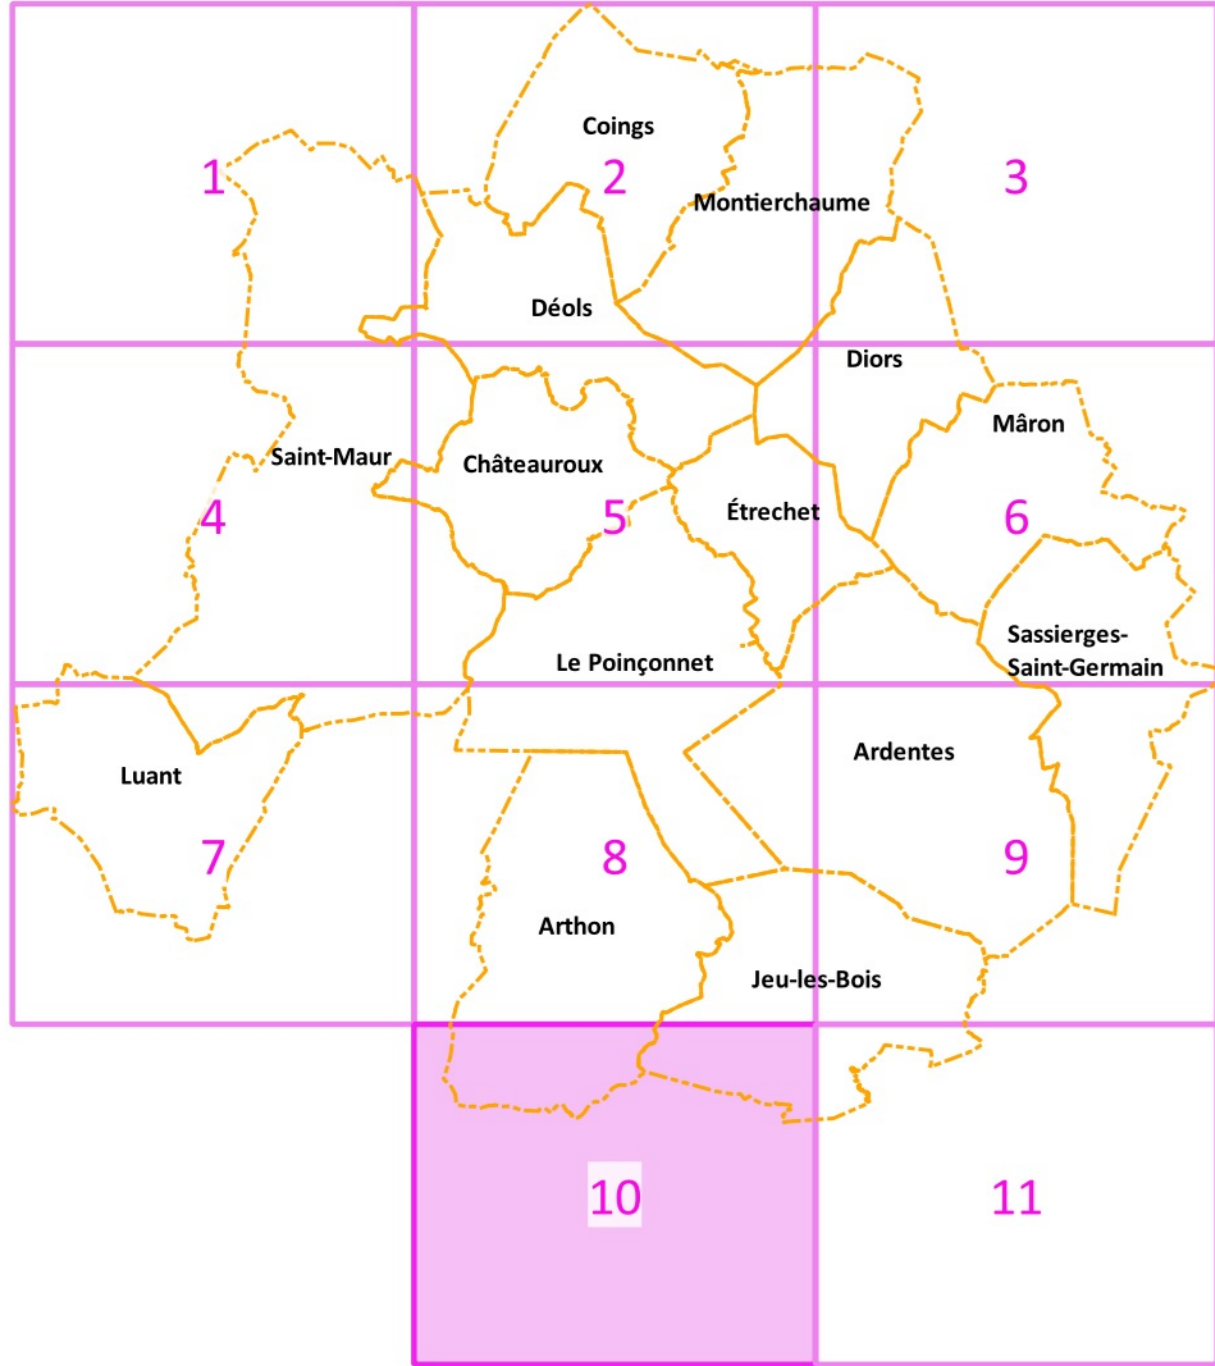 Coings
1
2
3
Montierchaume
Déols
Diors
Mâron
Saint-Maur
Châteauroux
4
5
Étrechet
6
Sassierges-
Saint-Germain
Le Poinçonnet
Ardentes
Luant
7
8
9
Arthon
Jeu-les-Bois
10
11